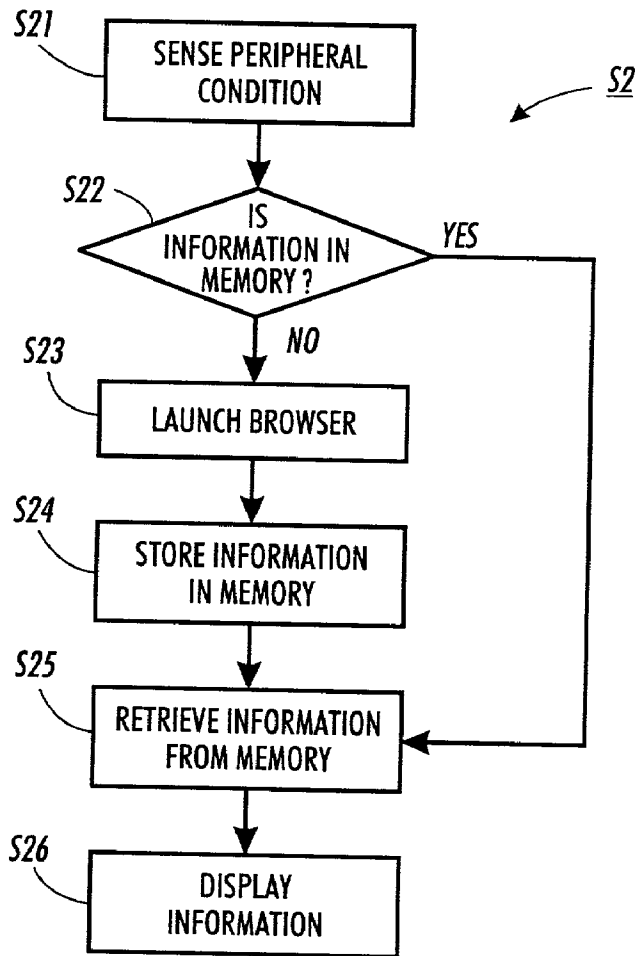 S21
SENSE PERIPHERAL
CONDITION
S2
S22
IS
INFORMATION IN
MEMORY ?
YES
NO
S23
LAUNCH BROWSER
S24
STORE INFORMATION
IN MEMORY
S25
RETRIEVE INFORMATION
FROM MEMORY
S26
DISPLAY
INFORMATION